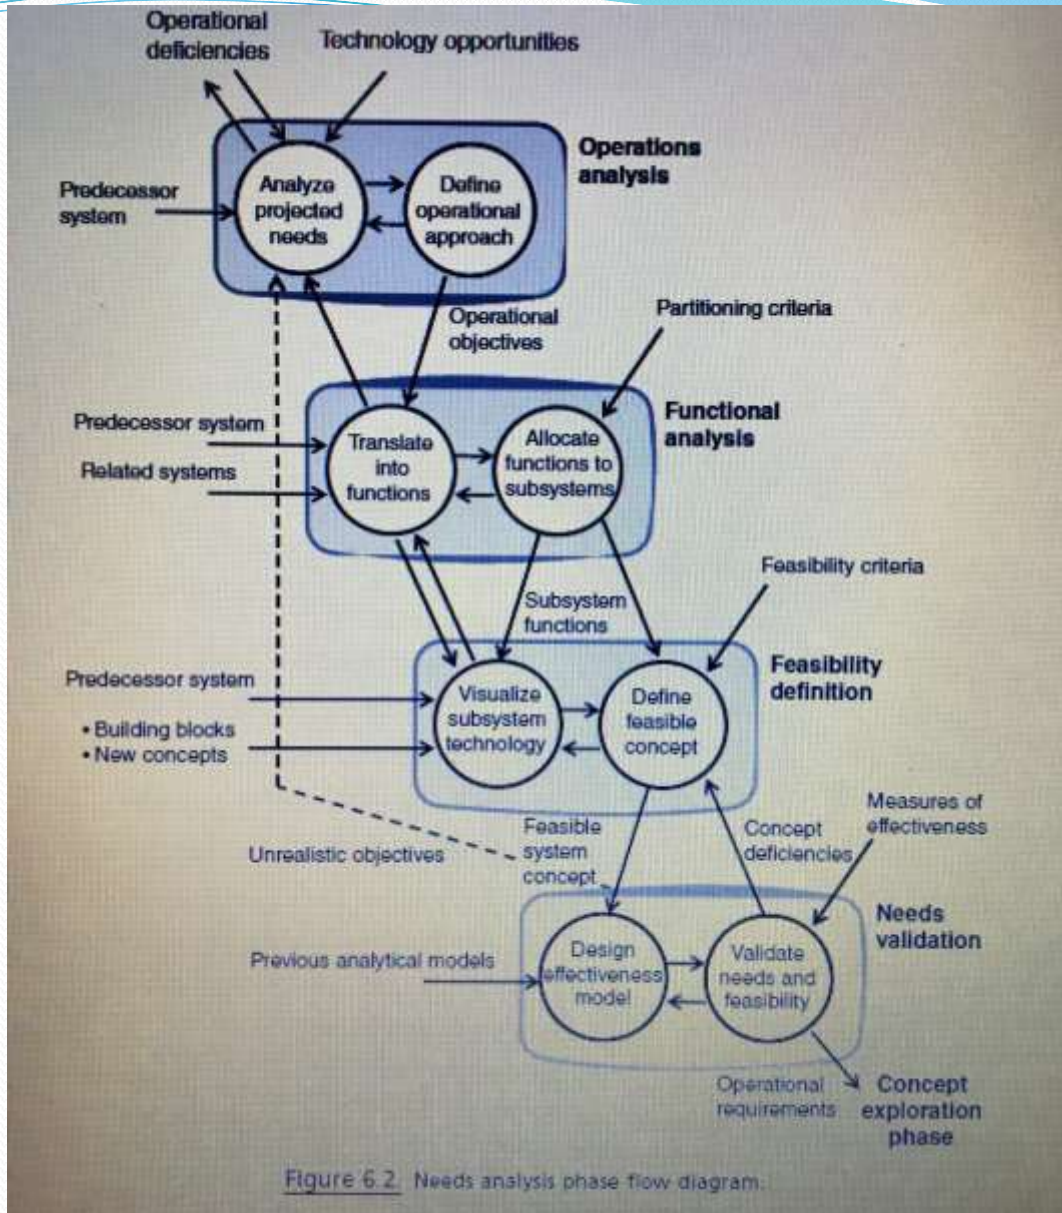 Operational
deficiencies
Technology opportunities
Operations
analysis
Predecessor
system
Analyze
projected
needs
Define
operational
approach
Operational
objectives
Partitioning criteria
Functional
analysis
Predecessor system
Related systems
Translate
into
functions
Allocate
functions to
subsystems
Feasibility criteria
Subsystem
functions
Feasibility
definition
Predecessor system
• Building blocks
• New concepts
Visualize
subsystem
technology
Define
feasible
concept
Measures of
effectiveness
Feasible
system
concept
Concept
deficiencies
Unrealistic objectives
Needs
validation
Previous analytical models
Design
effectiveness
model
Validate
needs and
feasibility
Operational
requirements
Concept
exploration
phase
Figure 6.2. Needs analysis phase flow diagram.